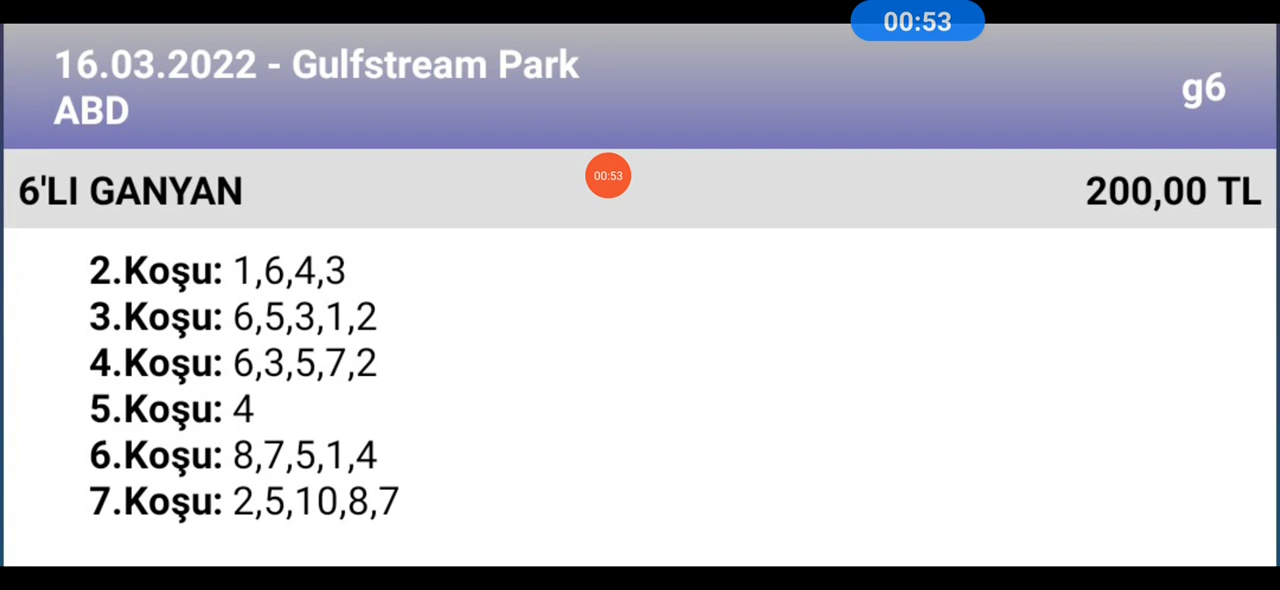 00:53
16.03.2022 - Gulfstream Park
ABD
g6
00:53
6'LI GANYAN
200,00 TL
2.Koşu: 1,6,4,3
3.Koşu: 6,5,3,1,2
4.Koşu: 6,3,5,7,2
5.Koşu: 4
6.Koşu: 8,7,5,1,4
7.Koşu: 2,5,10,8,7